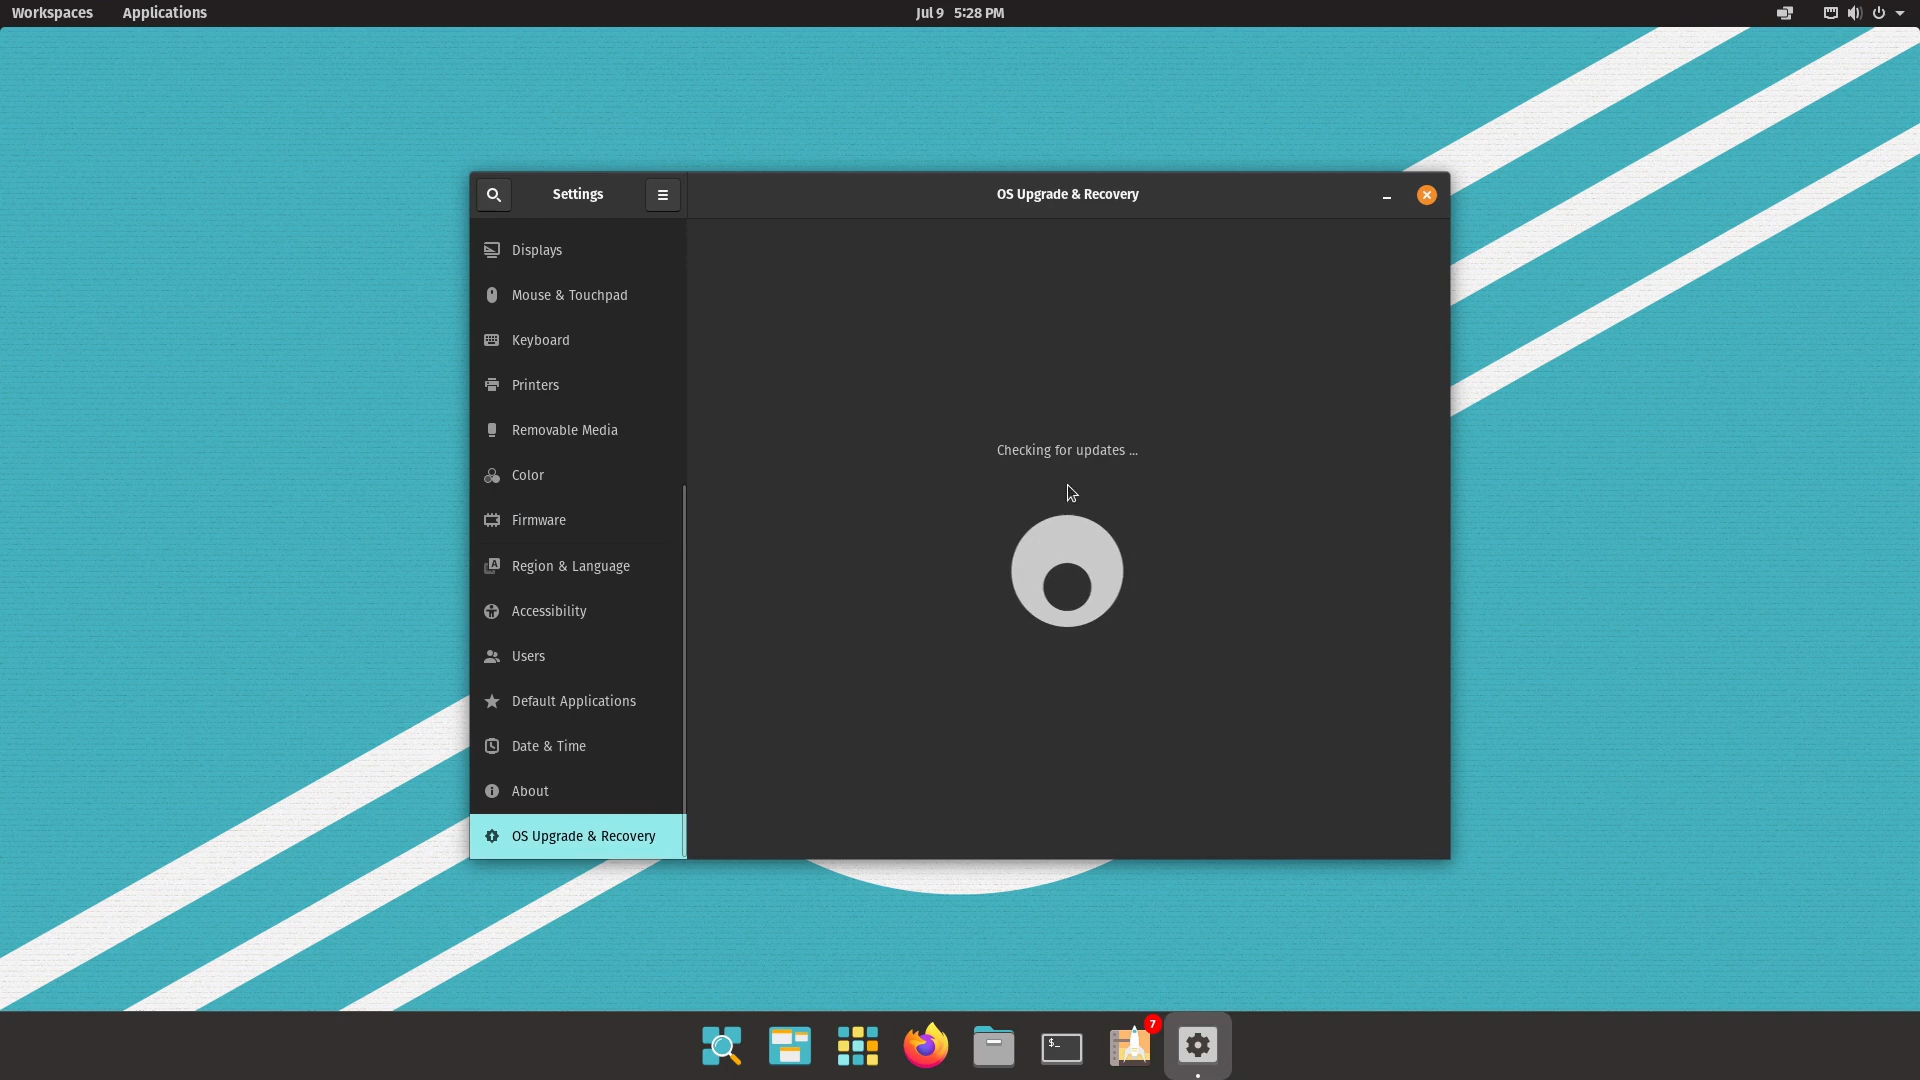 Workspaces Applications Jul 9 5:28 PM
Settings OS Upgrade & Recovery
Displays
Mouse & Touchpad
Keyboard
Printers
Removable Media
Color
Firmware
Region & Language
Accessibility
Users
Default Applications
Date & Time
About
OS Upgrade & Recovery
Checking for updates ...
$_
7